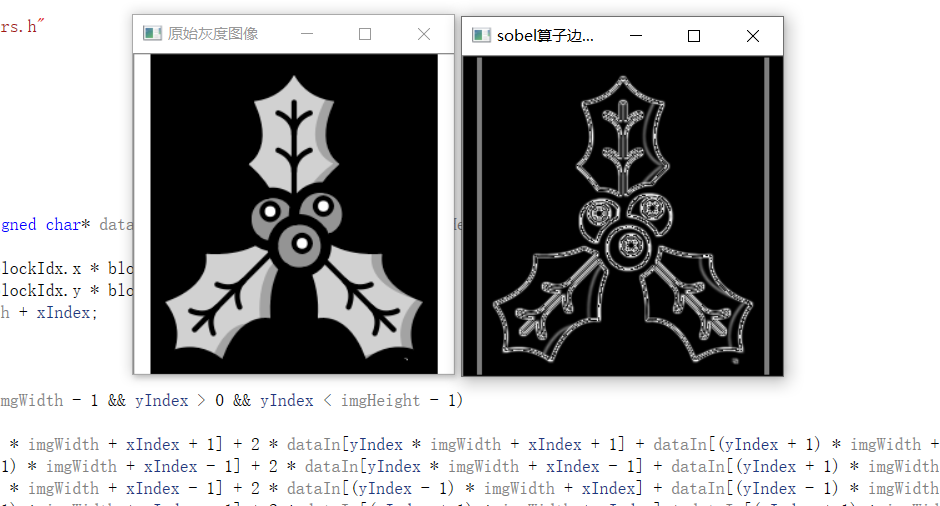 rs.h"
原始灰度图像
sobel算子边...
gned char* data
lockIdx.x * blo
lockIdx.y * blo
h + xIndex;
mgWidth - 1 && yIndex > 0 && yIndex < imgHeight - 1)
* imgWidth + xIndex + 1] + 2 * dataIn[yIndex * imgWidth + xIndex + 1] + dataIn[(yIndex + 1) * imgWidth +
1) * imgWidth + xIndex - 1] + 2 * dataIn[yIndex * imgWidth + xIndex - 1] + dataIn[(yIndex + 1) * imgWidth
* imgWidth + xIndex - 1] + 2 * dataIn[(yIndex - 1) * imgWidth + xIndex] + dataIn[(yIndex - 1) * imgWidth